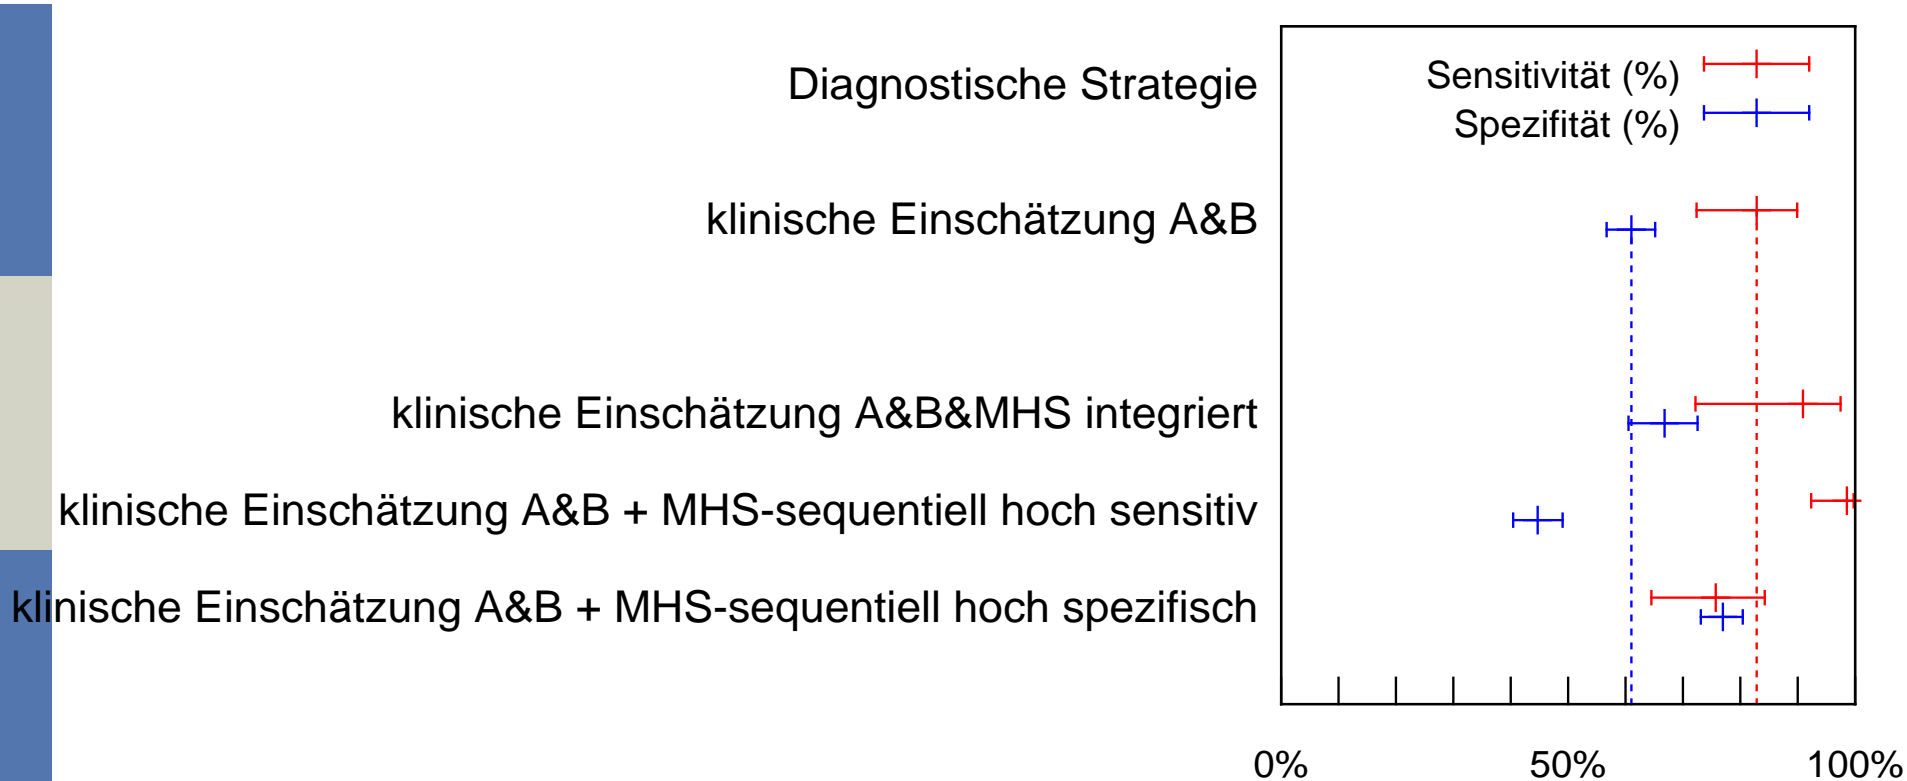 Diagnostische Strategie
Sensitivität (%)
Spezifität (%)
klinische Einschätzung A&B
klinische Einschätzung A&B&MHS integriert
klinische Einschätzung A&B + MHS-sequentiell hoch sensitiv
klinische Einschätzung A&B + MHS-sequentiell hoch spezifisch
0% 50% 100%